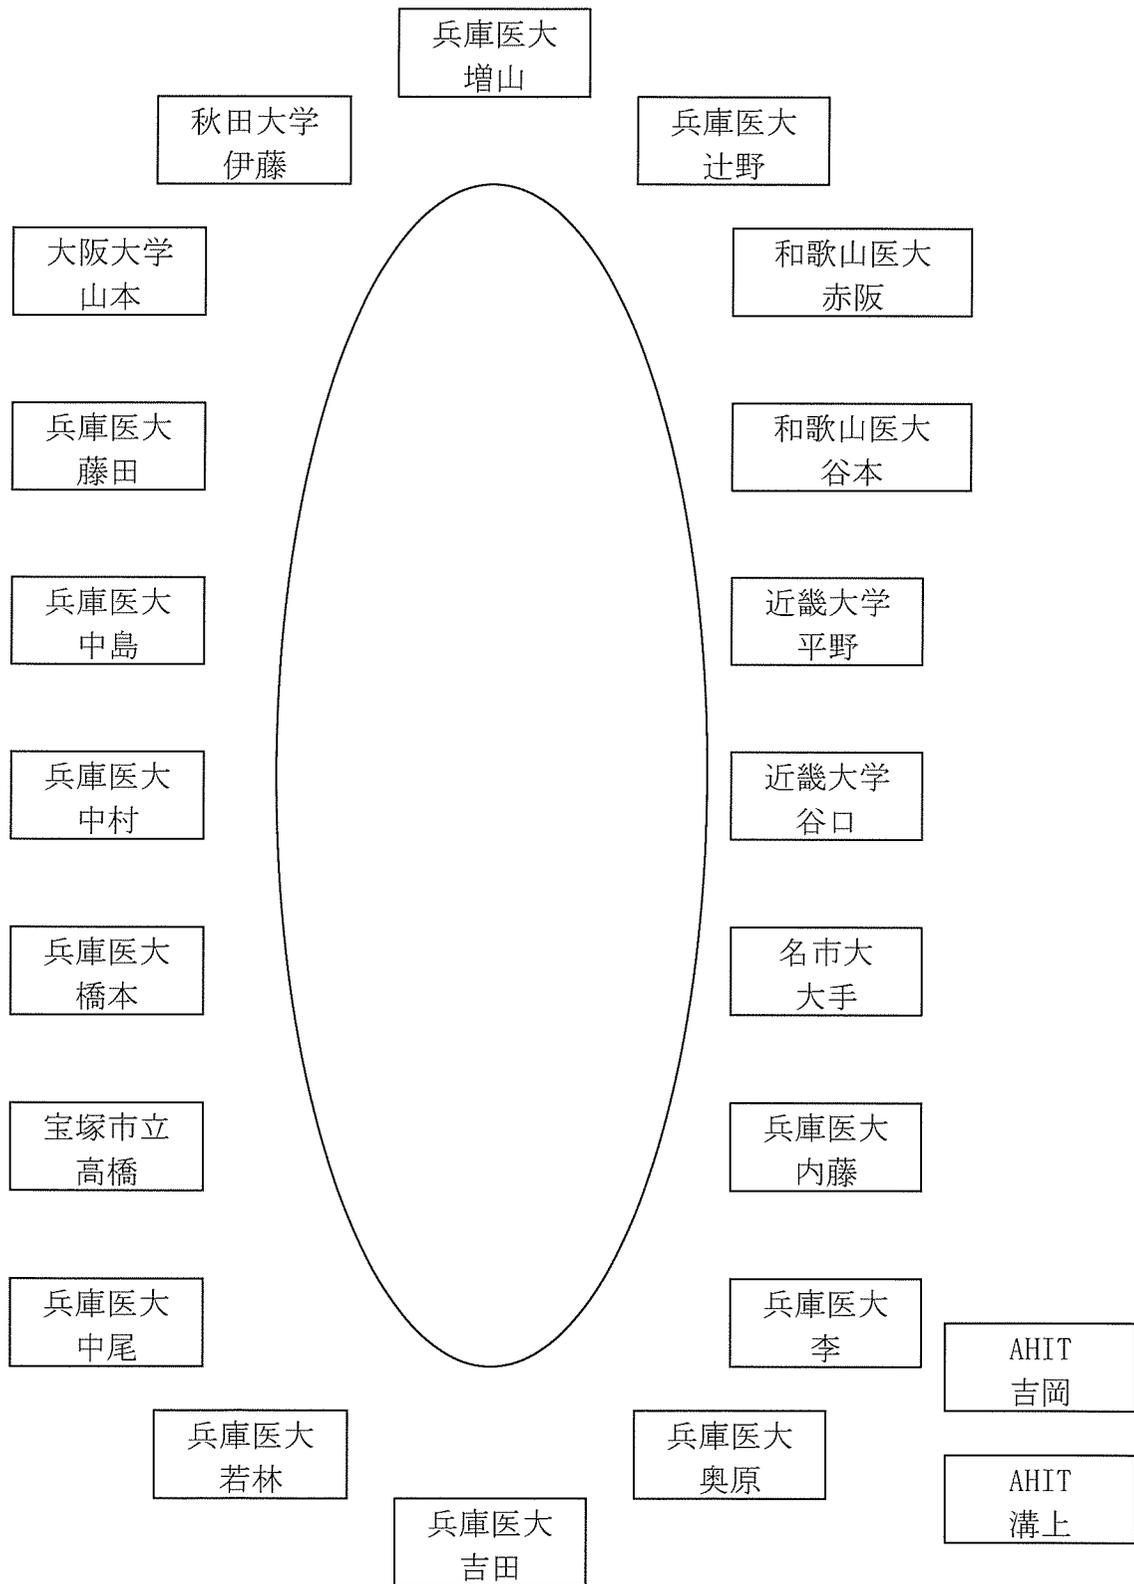 兵庫医大
増山
秋田大学
伊藤
兵庫医大
辻野
大阪大学
山本
和歌山医大
赤阪
兵庫医大
藤田
和歌山医大
谷本
兵庫医大
中島
近畿大学
平野
兵庫医大
中村
近畿大学
谷口
兵庫医大
橋本
名市大
大手
宝塚市立
高橋
兵庫医大
内藤
兵庫医大
中尾
兵庫医大
李
AHIT
吉岡
兵庫医大
若林
兵庫医大
奥原
AHIT
溝上
兵庫医大
吉田